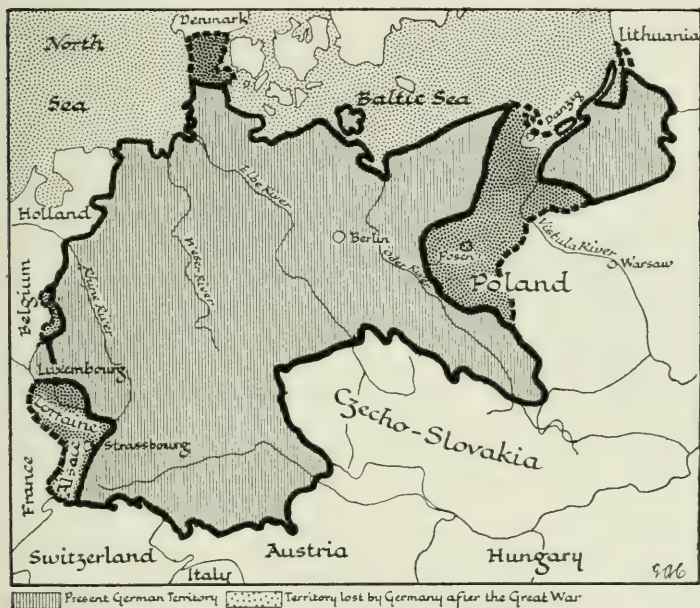 Denmark
North
Sea
Lithuania
Baltic Sea
Danzig
Holland
Elbe River
Weser River
Berlin
Oder River
Posen
Poland
Vistula River
Warsaw
Belgium
Rhine River
Luxembourg
Lorraine
Alsace
Strassbourg
Czecho-Slovakia
France
Switzerland
Austria
Hungary
Italy
Present German Territory
Territory lost by Germany after the Great War